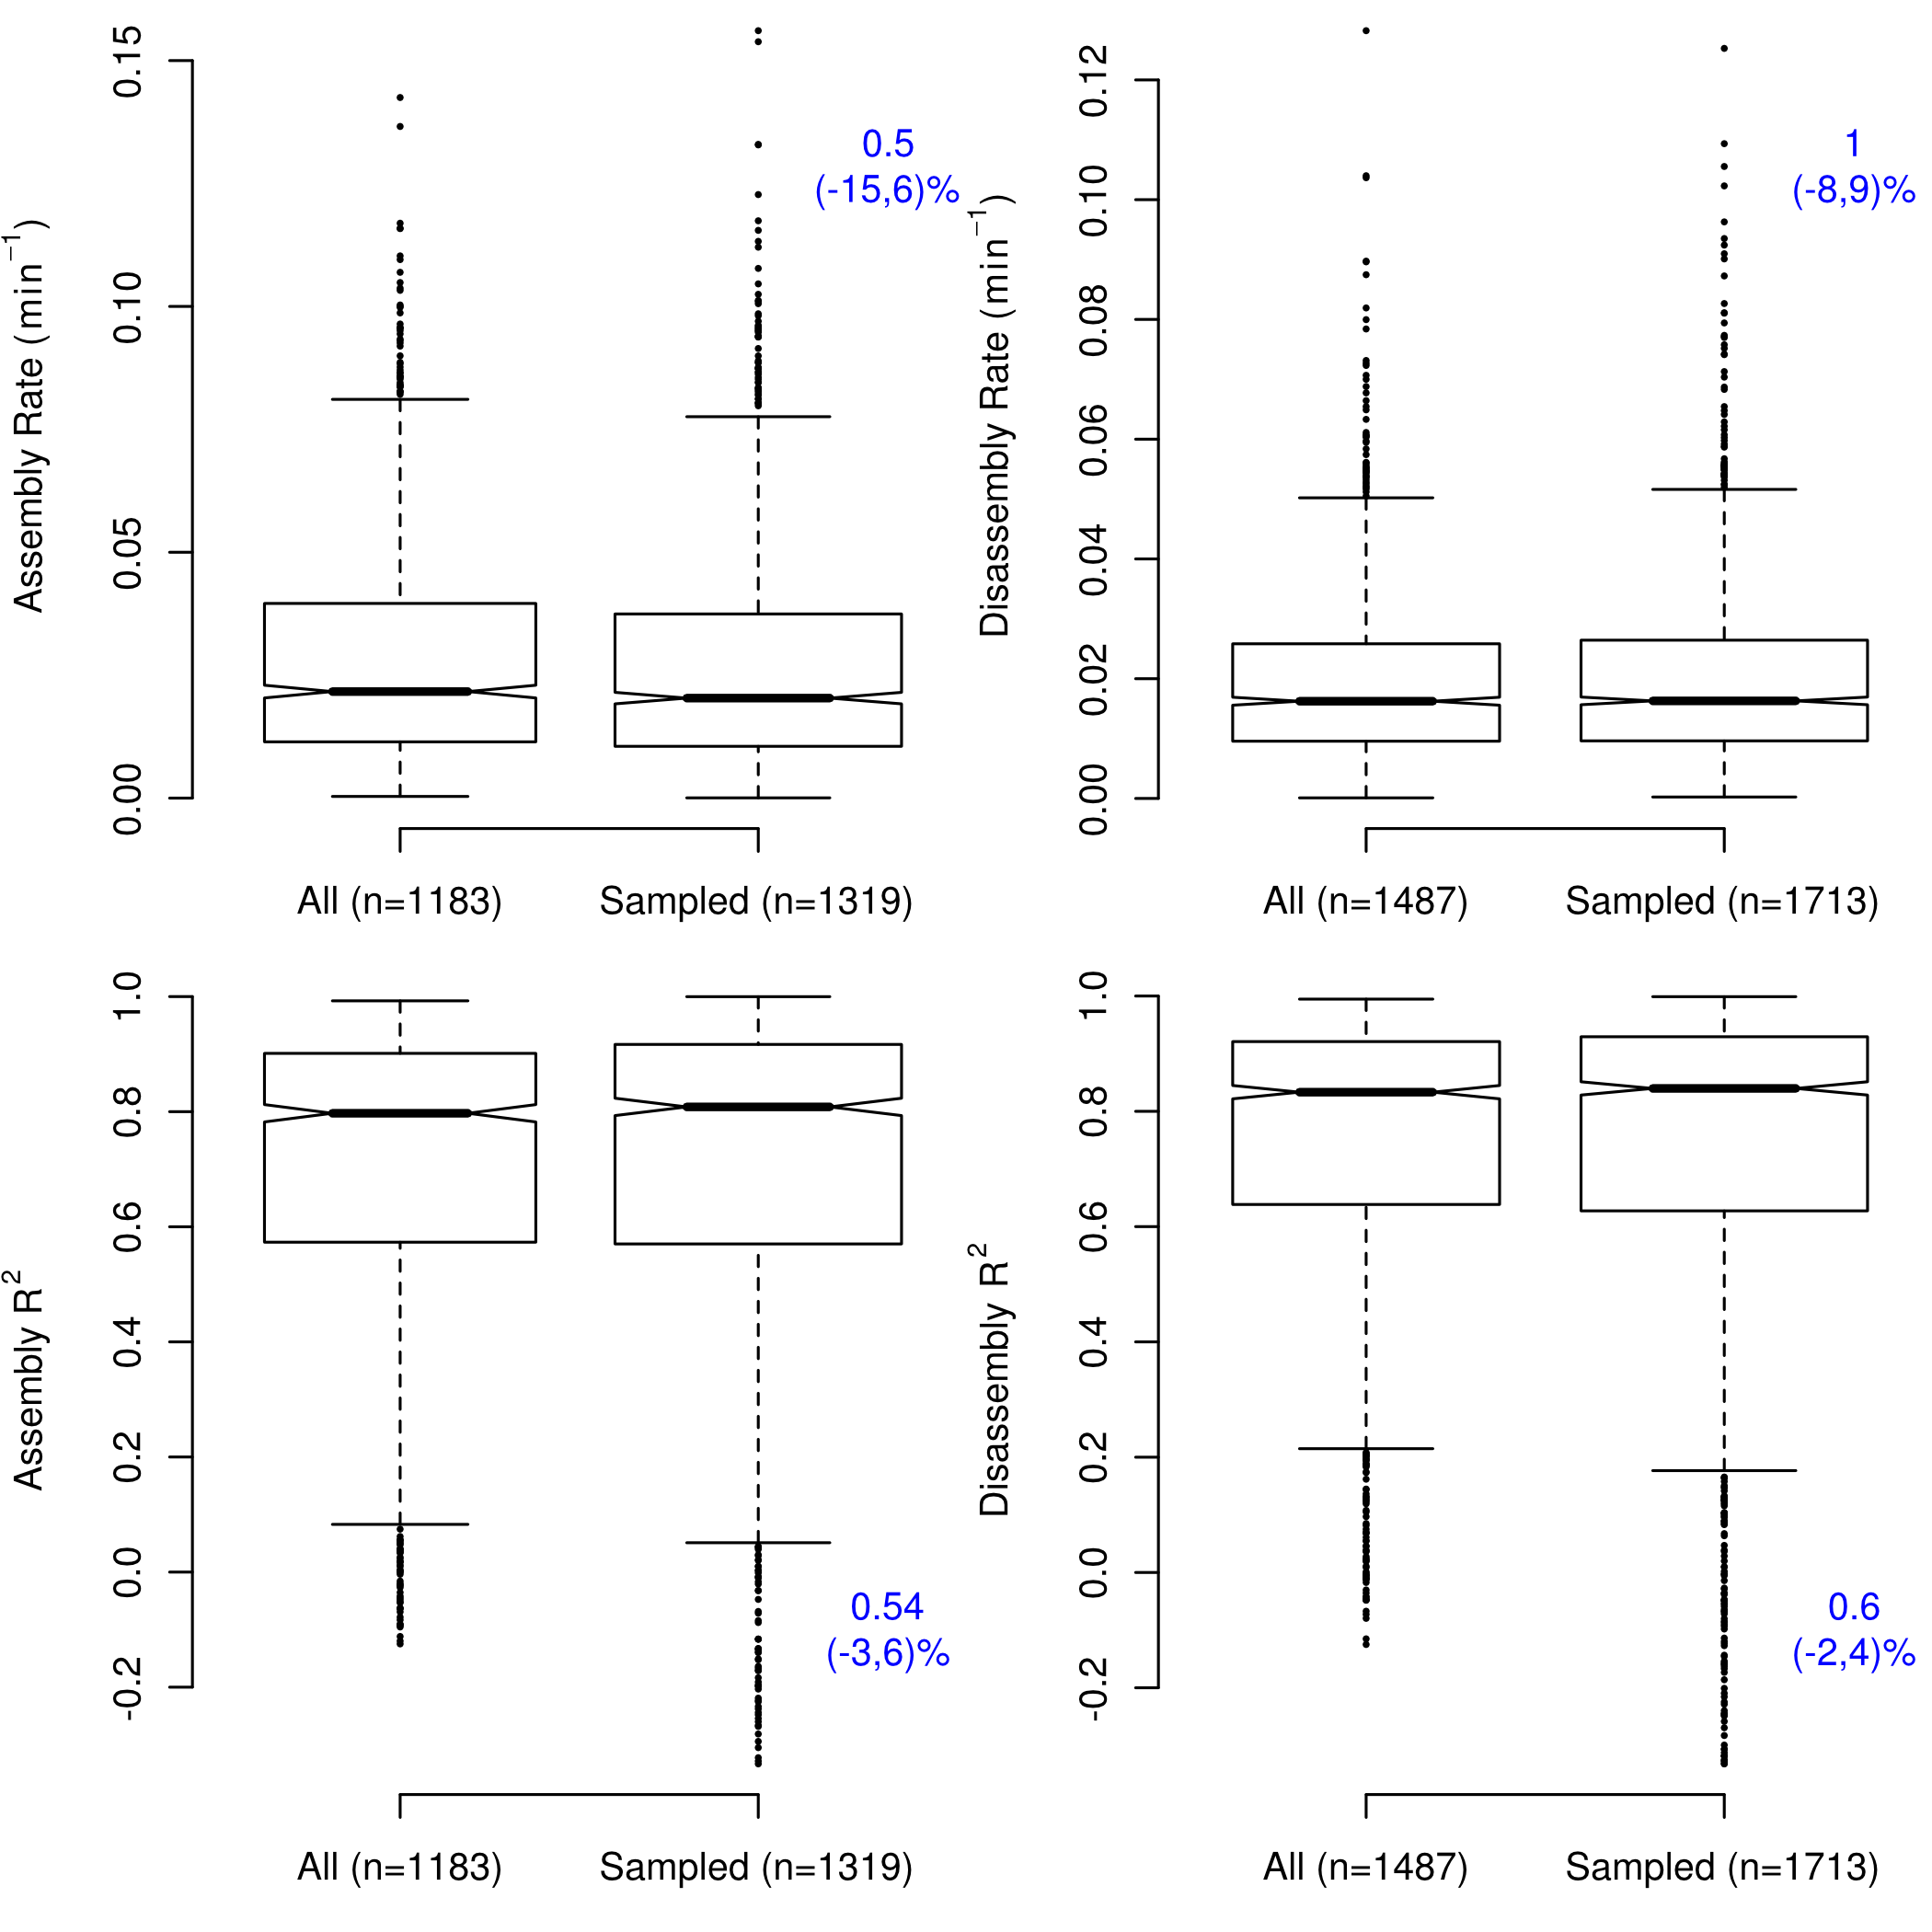 Assembly Rate (min⁻¹)
0.15
0.10
0.05
0.00
0.5
(-15,6)%
All (n=1183)
Sampled (n=1319)
Disassembly Rate (min⁻¹)
0.12
0.10
0.08
0.06
0.04
0.02
0.00
1
(-8,9)%
All (n=1487)
Sampled (n=1713)
Assembly R²
1.0
0.8
0.6
0.4
0.2
0.0
-0.2
0.54
(-3,6)%
All (n=1183)
Sampled (n=1319)
Disassembly R²
1.0
0.8
0.6
0.4
0.2
0.0
-0.2
0.6
(-2,4)%
All (n=1487)
Sampled (n=1713)